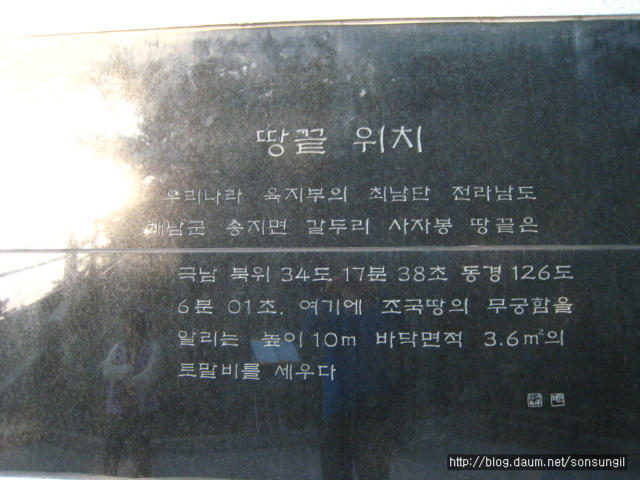 땅끝 위치
우리나라 육지부의 최남단 전라남도
해남군 송지면 갈두리 사자봉 땅끝은
극남 북위 34도 17분 38초 동경 126도
6분 01초. 여기에 조국땅의 무궁함을
알리는 높이 10m 바닥면적 3.6㎡의
토말비를 세우다
http://blog.daum.net/sonsungil